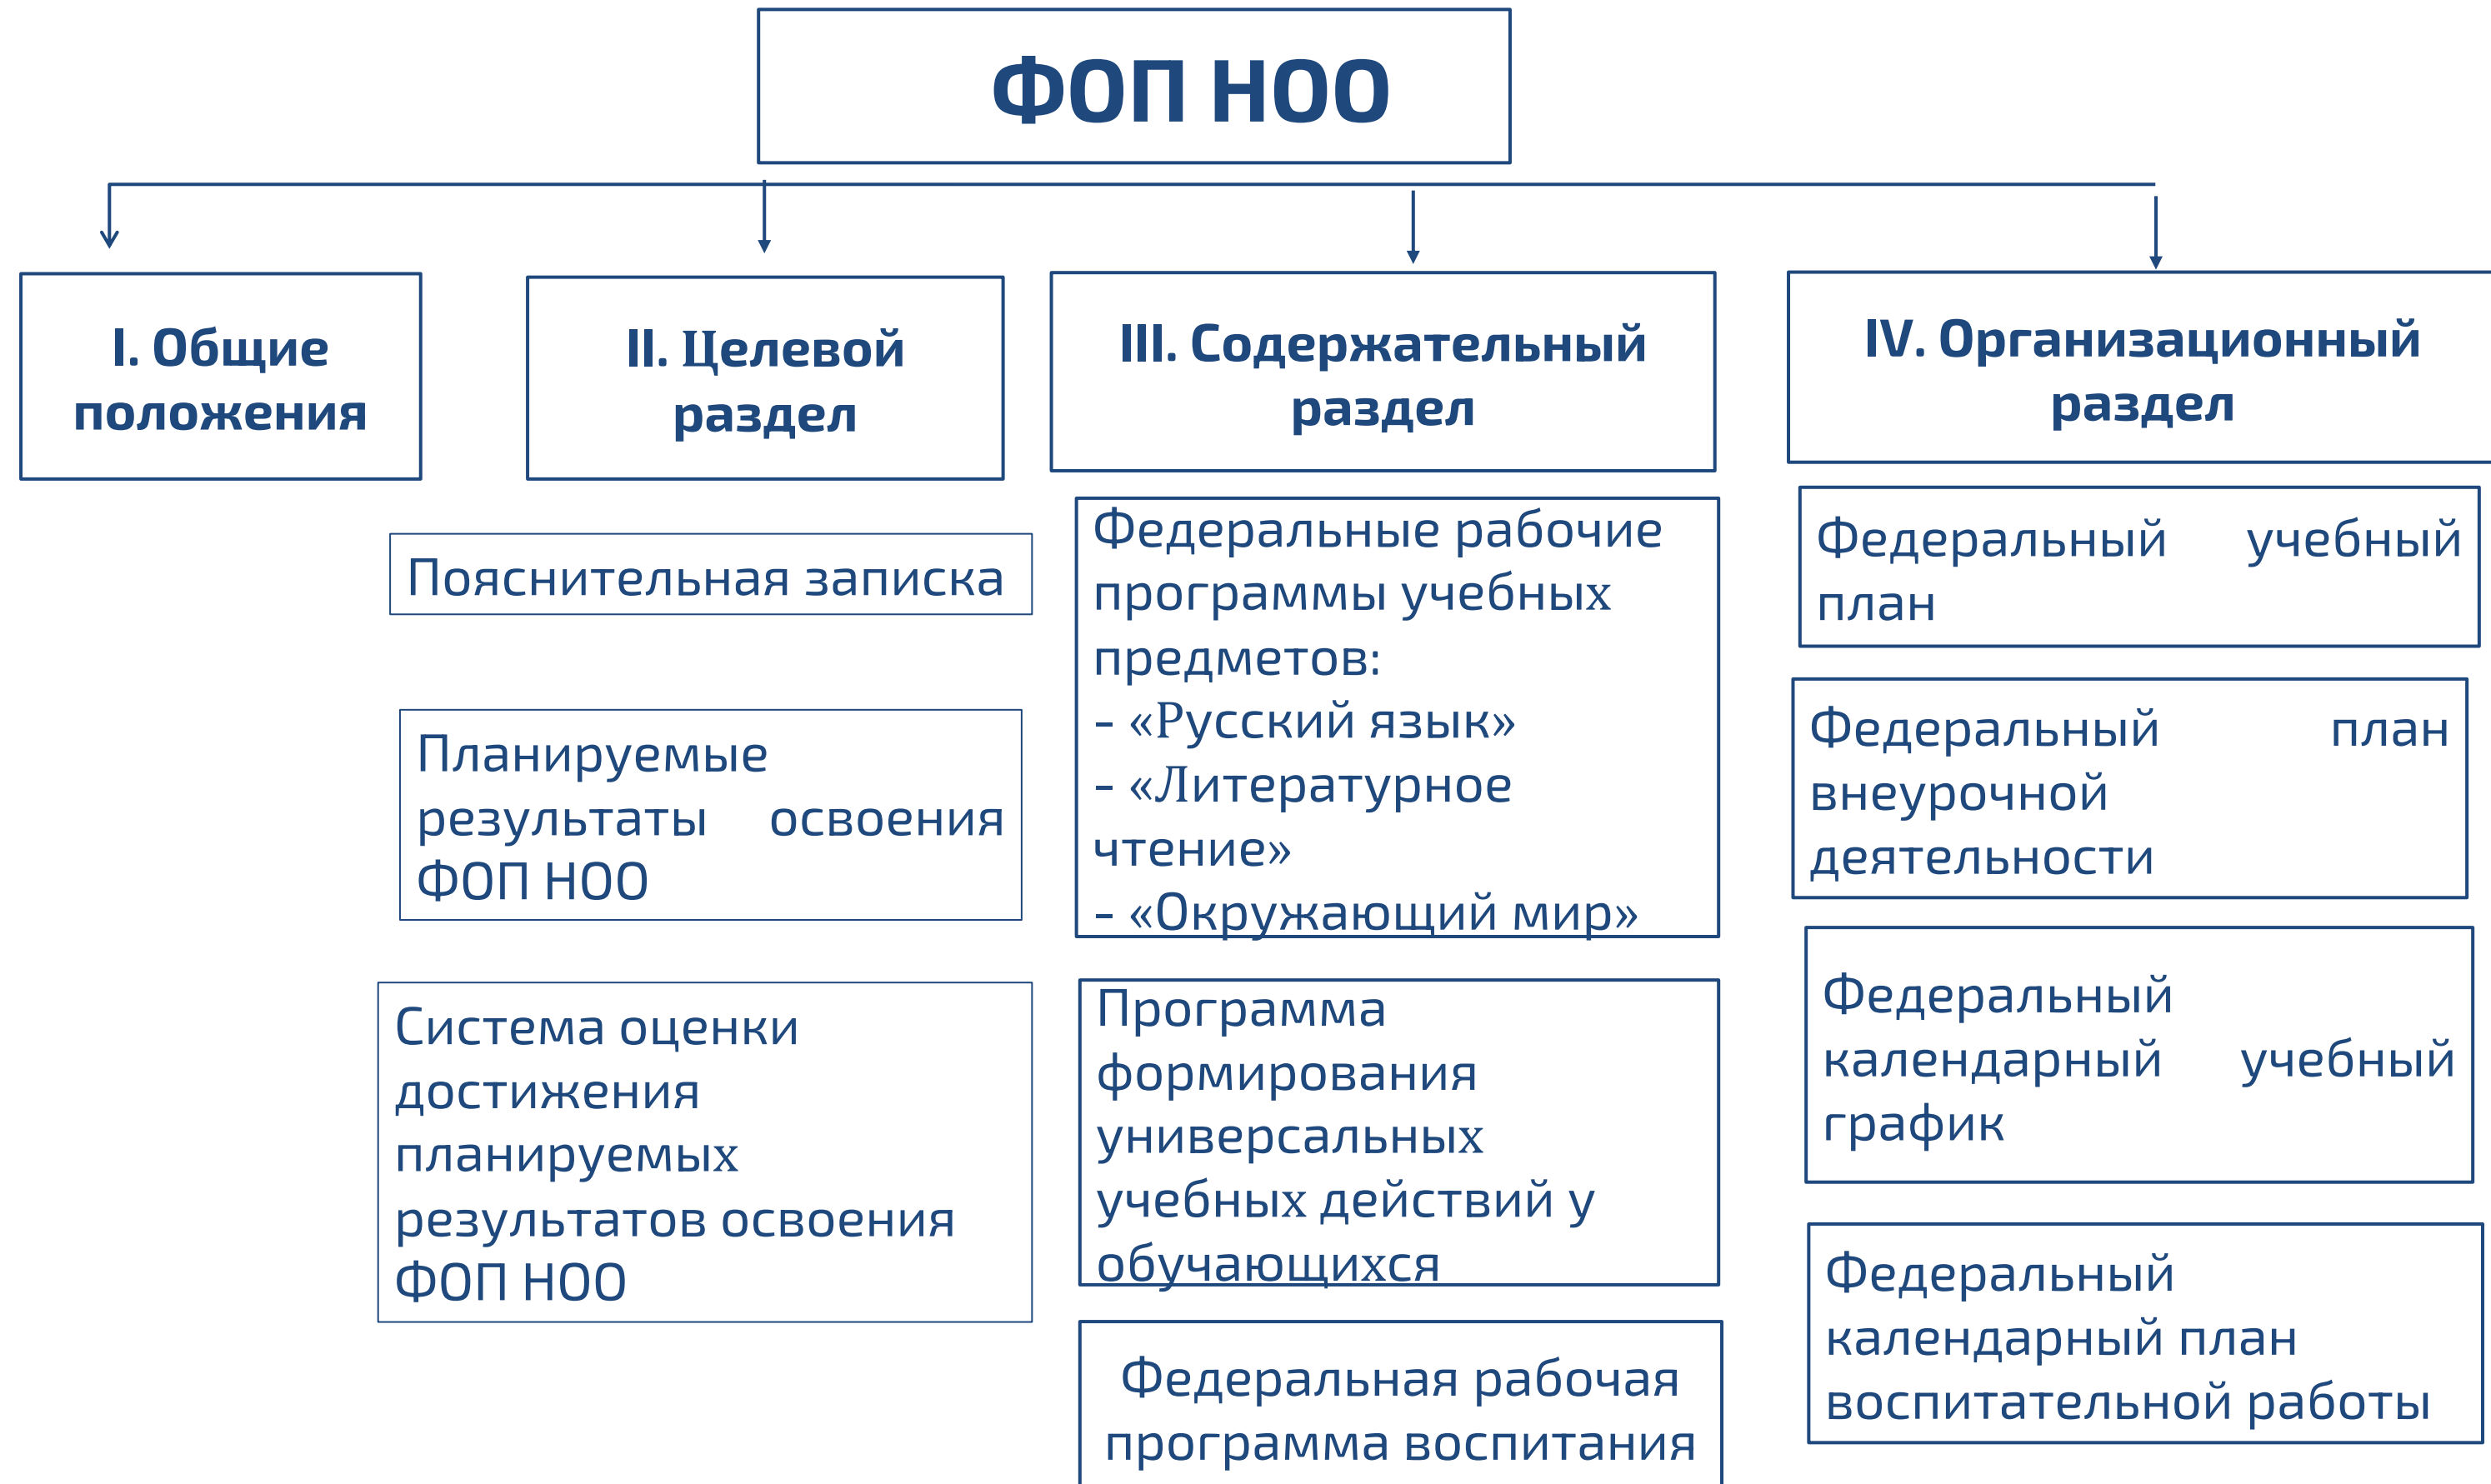 ФОП НОО
I. Общие
положения
II. Целевой
раздел
Пояснительная записка
Планируемые
результаты освоения
ФОП НОО
Система оценки
достижения
планируемых
результатов освоения
ФОП НОО
III. Содержательный
раздел
Федеральные рабочие
программы учебных
предметов:
- «Русский язык»
- «Литературное
чтение»
- «Окружающий мир»
Программа
формирования
универсальных
учебных действий у
обучающихся
Федеральная рабочая
программа воспитания
IV. Организационный
раздел
Федеральный учебный
план
Федеральный план
внеурочной
деятельности
Федеральный
календарный учебный
график
Федеральный
календарный план
воспитательной работы